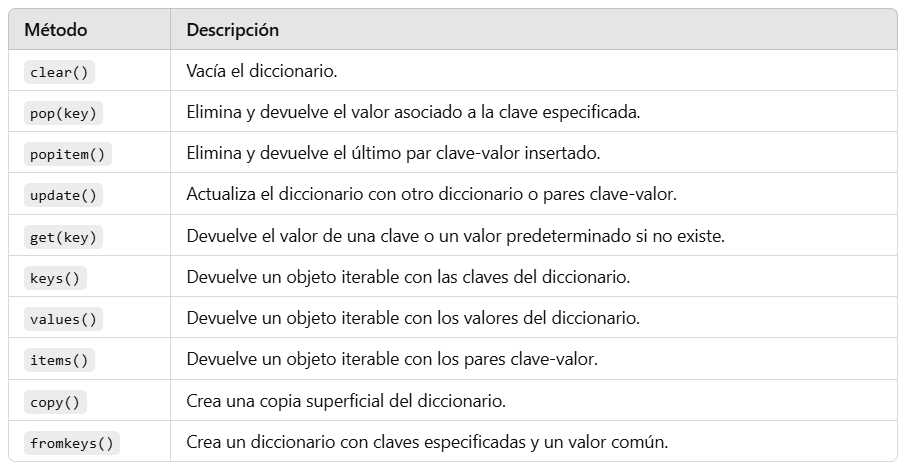 Método Descripción
clear() Vacía el diccionario.
pop(key) Elimina y devuelve el valor asociado a la clave especificada.
popitem() Elimina y devuelve el último par clave-valor insertado.
update() Actualiza el diccionario con otro diccionario o pares clave-valor.
get(key) Devuelve el valor de una clave o un valor predeterminado si no existe.
keys() Devuelve un objeto iterable con las claves del diccionario.
values() Devuelve un objeto iterable con los valores del diccionario.
items() Devuelve un objeto iterable con los pares clave-valor.
copy() Crea una copia superficial del diccionario.
fromkeys() Crea un diccionario con claves especificadas y un valor común.